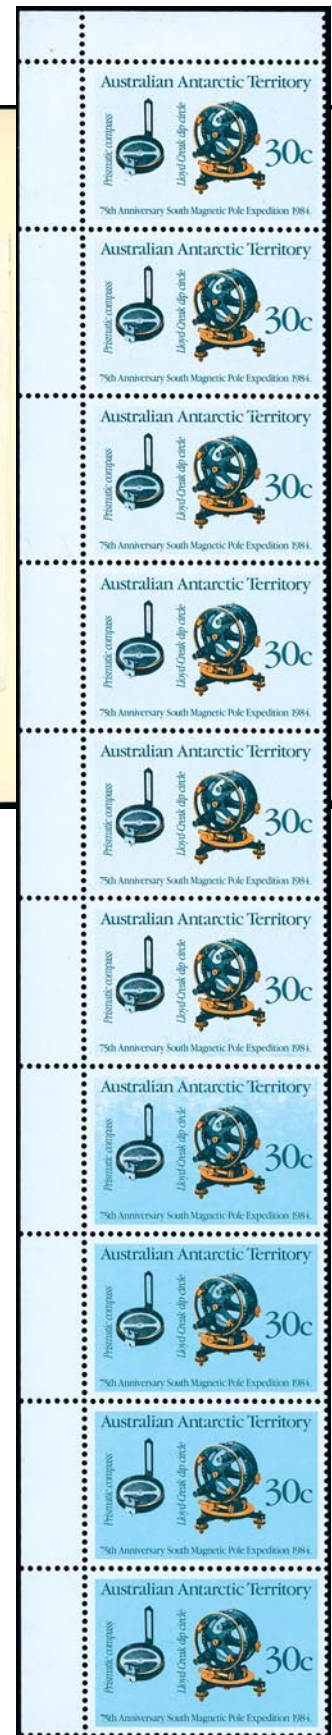 Australian Antarctic Territory
Prismatic compass
Lloyd-Creak dip circle
30c
75th Anniversary South Magnetic Pole Expedition 1984.
Australian Antarctic Territory
Prismatic compass
Lloyd-Creak dip circle
30c
75th Anniversary South Magnetic Pole Expedition 1984.
Australian Antarctic Territory
Prismatic compass
Lloyd-Creak dip circle
30c
75th Anniversary South Magnetic Pole Expedition 1984.
Australian Antarctic Territory
Prismatic compass
Lloyd-Creak dip circle
30c
75th Anniversary South Magnetic Pole Expedition 1984.
Australian Antarctic Territory
Prismatic compass
Lloyd-Creak dip circle
30c
75th Anniversary South Magnetic Pole Expedition 1984.
Australian Antarctic Territory
Prismatic compass
Lloyd-Creak dip circle
30c
75th Anniversary South Magnetic Pole Expedition 1984.
Australian Antarctic Territory
Prismatic compass
Lloyd-Creak dip circle
30c
75th Anniversary South Magnetic Pole Expedition 1984.
Australian Antarctic Territory
Prismatic compass
Lloyd-Creak dip circle
30c
75th Anniversary South Magnetic Pole Expedition 1984.
Australian Antarctic Territory
Prismatic compass
Lloyd-Creak dip circle
30c
75th Anniversary South Magnetic Pole Expedition 1984.
Australian Antarctic Territory
Prismatic compass
Lloyd-Creak dip circle
30c
75th Anniversary South Magnetic Pole Expedition 1984.